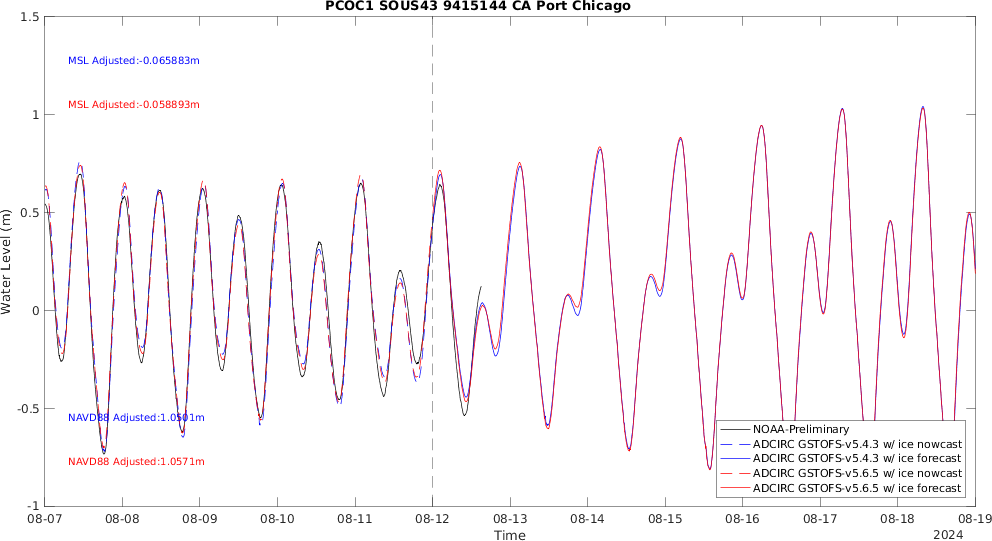 PCOC1 SOUS43 9415144 CA Port Chicago
1.5
1
0.5
0
-0.5
-1
Water Level (m)
MSL Adjusted:-0.065883m
MSL Adjusted:-0.058893m
NAVD88 Adjusted:1.0501m
NAVD88 Adjusted:1.0571m
NOAA-Preliminary
ADCIRC GSTOFS-v5.4.3 w/ ice nowcast
ADCIRC GSTOFS-v5.4.3 w/ ice forecast
ADCIRC GSTOFS-v5.6.5 w/ ice nowcast
ADCIRC GSTOFS-v5.6.5 w/ ice forecast
08-07 08-08 08-09 08-10 08-11 08-12 08-13 08-14 08-15 08-16 08-17 08-18 08-19
Time
2024